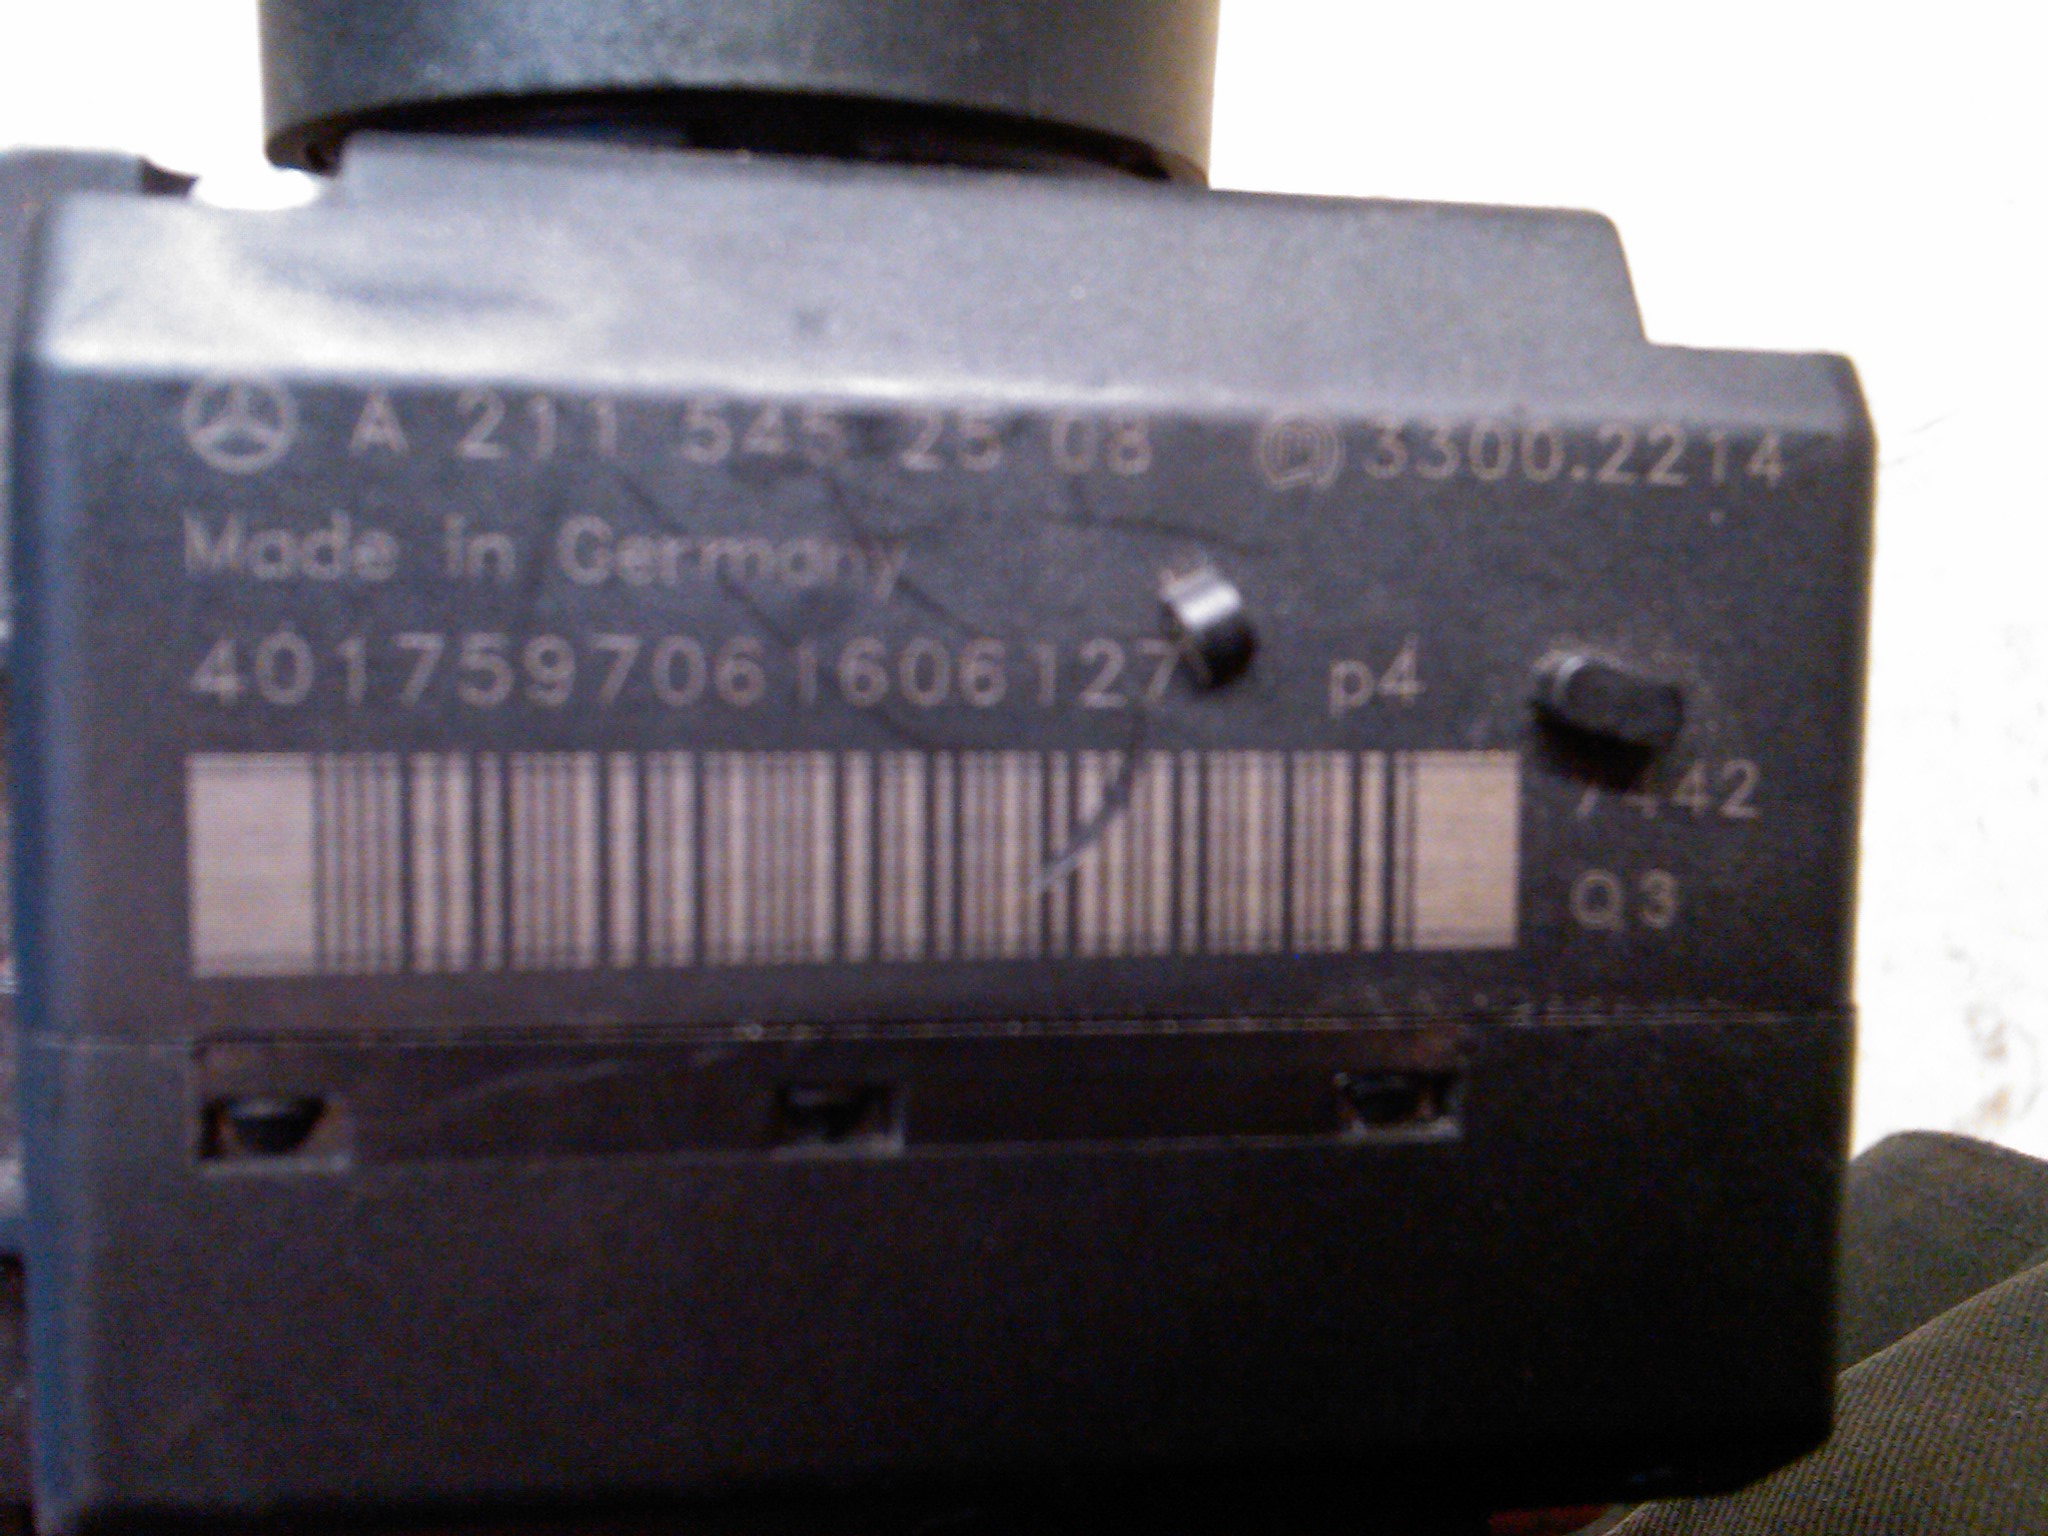 A 211 545 25 08 3300.2214
Made in Germany
4017597061606127 p4
7442
Q3